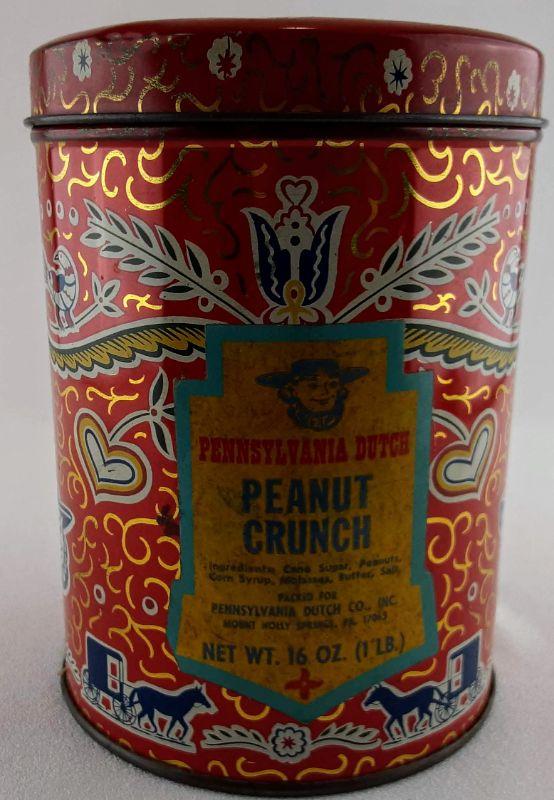 PENNSYLVANIA DUTCH
PEANUT
CRUNCH
Ingredients: Cane Sugar, Peanuts,
Corn Syrup, Molasses, Butter, Salt,
PACKED FOR
PENNSYLVANIA DUTCH CO., INC.
MOUNT HOLLY SPRINGS, PA. 17065
NET WT. 16 OZ. (1 LB.)